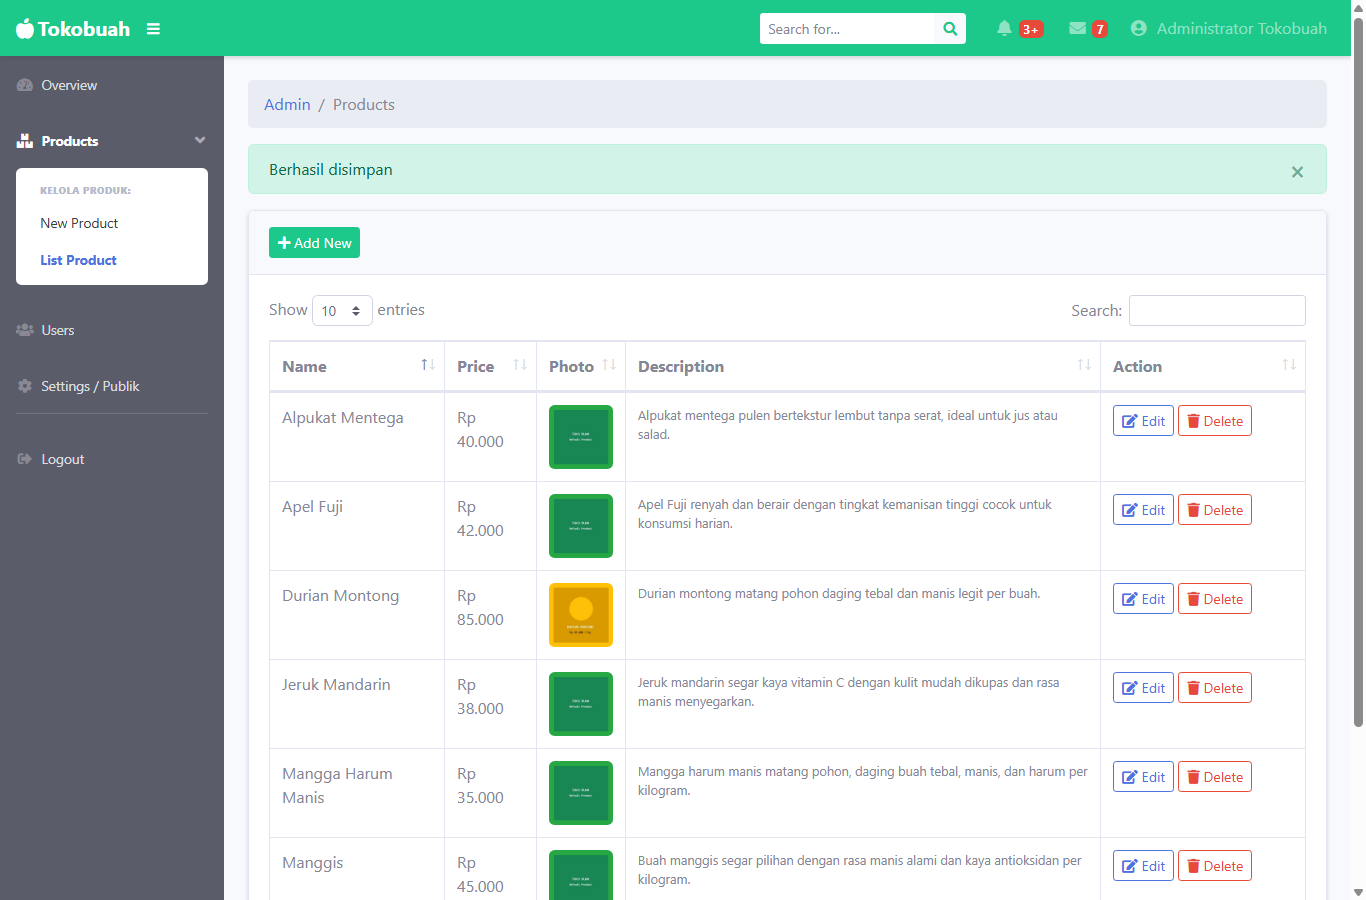 Tokobuah
Search for...
3+
7
Administrator Tokobuah
Overview
Products
KELOLA PRODUK:
New Product
List Product
Users
Settings / Publik
Logout
Admin / Products
Berhasil disimpan
×
Add New
Show 10 entries
Search:
Name Price Photo Description Action
Alpukat Mentega
Rp
40.000
Alpukat mentega pulen bertekstur lembut tanpa serat, ideal untuk jus atau
salad.
Edit Delete
Apel Fuji
Rp
42.000
Apel Fuji renyah dan berair dengan tingkat kemanisan tinggi cocok untuk
konsumsi harian.
Edit Delete
Durian Montong
Rp
85.000
Durian montong matang pohon daging tebal dan manis legit per buah.
Edit Delete
Jeruk Mandarin
Rp
38.000
Jeruk mandarin segar kaya vitamin C dengan kulit mudah dikupas dan rasa
manis menyegarkan.
Edit Delete
Mangga Harum
Manis
Rp
35.000
Mangga harum manis matang pohon, daging buah tebal, manis, dan harum per
kilogram.
Edit Delete
Manggis
Rp
45.000
Buah manggis segar pilihan dengan rasa manis alami dan kaya antioksidan per
kilogram.
Edit Delete